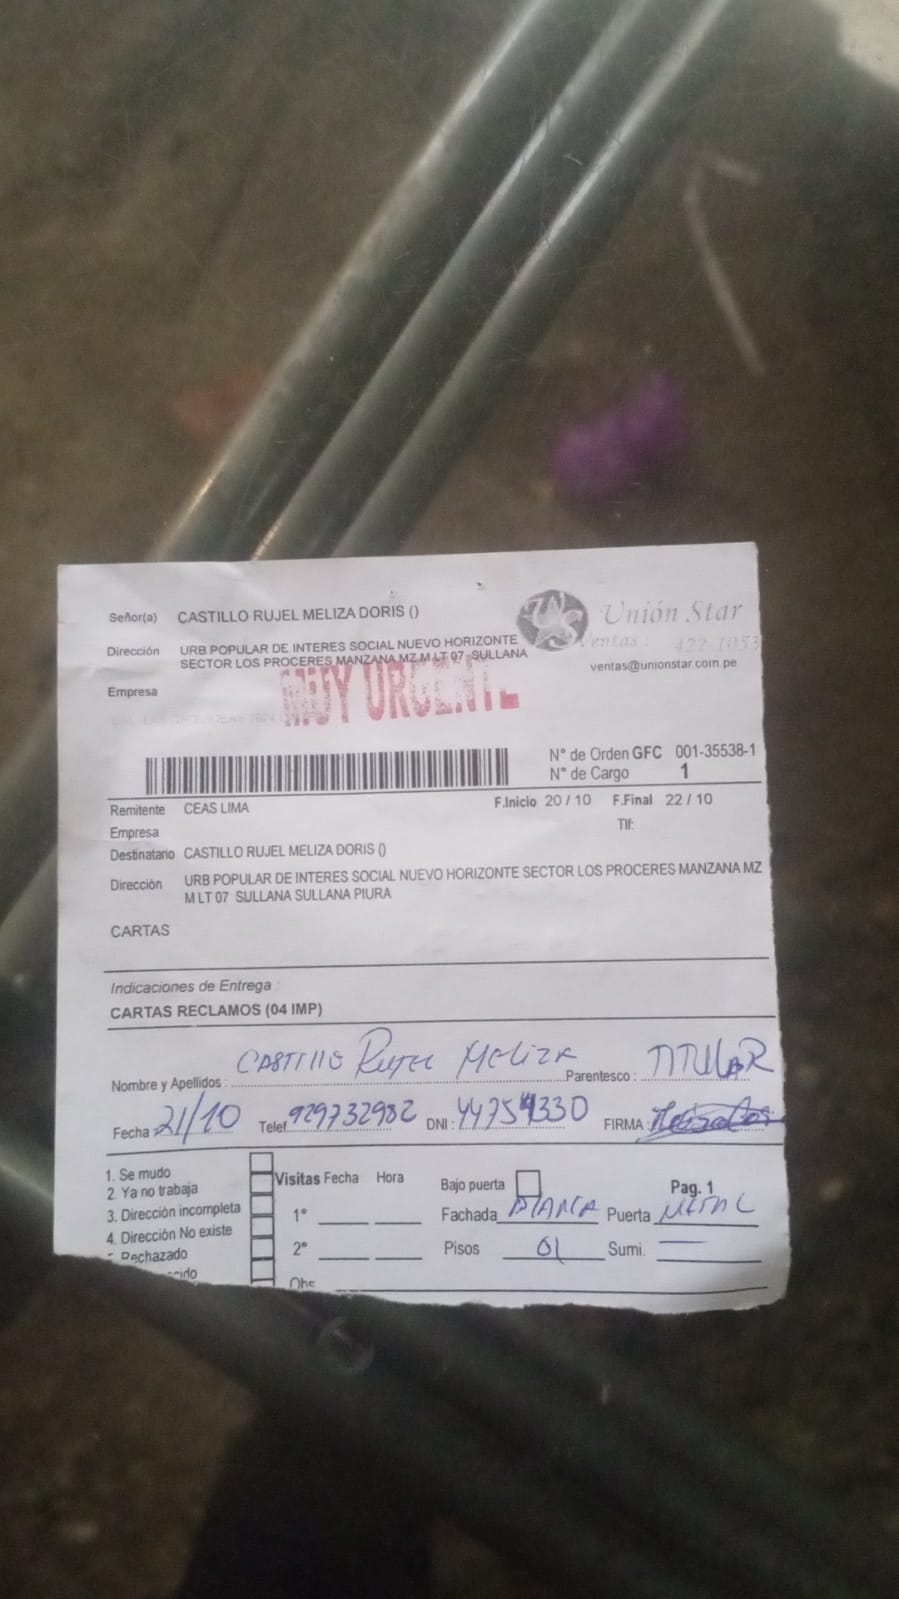 Señor(a) CASTILLO RUJEL MELIZA DORIS ()
Unión Star
Dirección URB POPULAR DE INTERES SOCIAL NUEVO HORIZONTE
SECTOR LOS PROCERES MANZANA MZ M LT 07 SULLANA
Ventas: 422-1053
ventas@unionstar.com.pe
Empresa
MUY URGENTE
N° de Orden GFC 001-35538-1
N° de Cargo 1
Remitente CEAS LIMA F.Inicio 20 / 10 F.Final 22 / 10
Empresa Tlf:
Destinatario CASTILLO RUJEL MELIZA DORIS ()
Dirección URB POPULAR DE INTERES SOCIAL NUEVO HORIZONTE SECTOR LOS PROCERES MANZANA MZ
M LT 07 SULLANA SULLANA PIURA
CARTAS
Indicaciones de Entrega :
CARTAS RECLAMOS (04 IMP)
Nombre y Apellidos : CASTILLO RUJEL MELIZA Parentesco : TITULAR
Fecha 21/10 Telef. 929732982 DNI : 44754330 FIRMA :
1. Se mudo
2. Ya no trabaja
3. Dirección incompleta
4. Dirección No existe
Rechazado
Visitas Fecha Hora
1°
2°
Obs
Bajo puerta Pag. 1
Fachada BLANCA Puerta METAL
Pisos 01 Sumi.